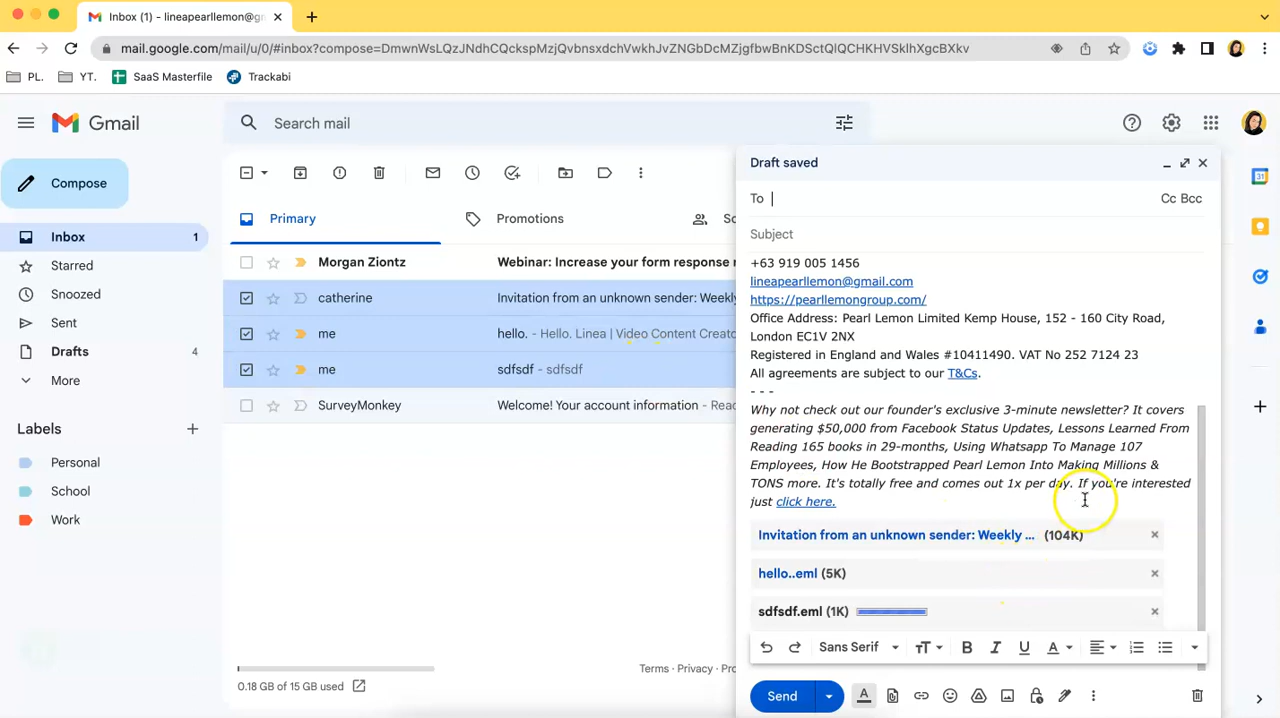 Inbox (1) - lineapearllemon@gm
mail.google.com/mail/u/0/#inbox?compose=DmwnWsLQzJNdhCQckspMzjQvbnsxdchVwkhJvZNGbDcMZjgfbwBnKDSctQlQCHKHVSklhXgcBXkv
PL.
YT.
SaaS Masterfile
Trackabi
Gmail
Search mail
Compose
Inbox
1
Starred
Snoozed
Sent
Drafts
4
More
Labels
Personal
School
Work
Primary
Promotions
So
Morgan Ziontz
Webinar: Increase your form response r
catherine
Invitation from an unknown sender: Weekly
me
hello. - Hello. Linea | Video Content Creato
me
sdfsdf - sdfsdf
SurveyMonkey
Welcome! Your account information - Rea
0.18 GB of 15 GB used
Terms · Privacy · Pro
Draft saved
To
Cc Bcc
Subject
+63 919 005 1456
lineapearllemon@gmail.com
https://pearllemongroup.com/
Office Address: Pearl Lemon Limited Kemp House, 152 - 160 City Road,
London EC1V 2NX
Registered in England and Wales #10411490. VAT No 252 7124 23
All agreements are subject to our T&Cs.
- - -
Why not check out our founder's exclusive 3-minute newsletter? It covers
generating $50,000 from Facebook Status Updates, Lessons Learned From
Reading 165 books in 29-months, Using Whatsapp To Manage 107
Employees, How He Bootstrapped Pearl Lemon Into Making Millions &
TONS more. It's totally free and comes out 1x per day. If you're interested
just click here.
Invitation from an unknown sender: Weekly ... (104K)
hello..eml (5K)
sdfsdf.eml (1K)
Sans Serif
Send